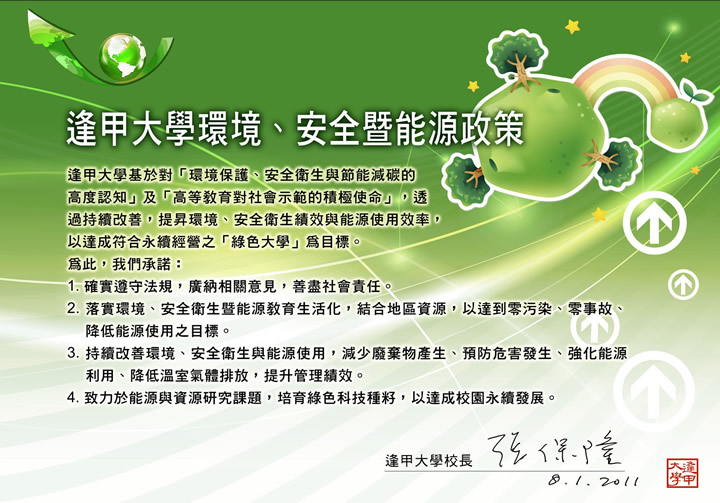 逢甲大學環境、安全暨能源政策
逢甲大學基於對「環境保護、安全衛生與節能減碳的
高度認知」及「高等教育對社會示範的積極使命」，透
過持續改善，提昇環境、安全衛生績效與能源使用效率，
以達成符合永續經營之「綠色大學」為目標。
為此，我們承諾：
1. 確實遵守法規，廣納相關意見，善盡社會責任。
2. 落實環境、安全衛生暨能源教育生活化，結合地區資源，以達到零污染、零事故、
降低能源使用之目標。
3. 持續改善環境、安全衛生與能源使用，減少廢棄物產生、預防危害發生、強化能源
利用、降低溫室氣體排放，提升管理績效。
4. 致力於能源與資源研究課題，培育綠色科技種籽，以達成校園永續發展。
逢甲大學校長 張保隆
8.1.2011
逢甲
大學